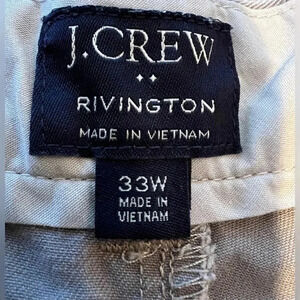 J.CREW
RIVINGTON
MADE IN VIETNAM
33W
MADE IN
VIETNAM